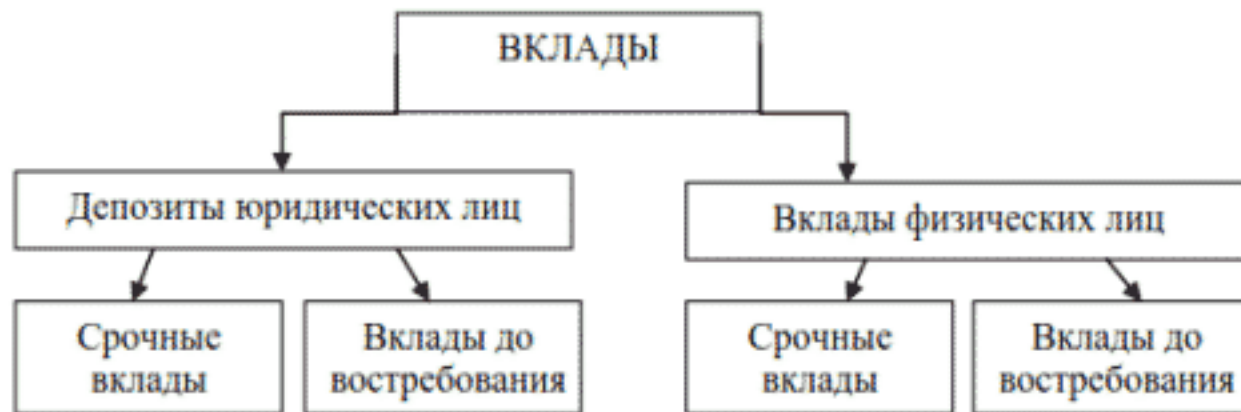 ВКЛАДЫ
Депозиты юридических лиц
Вклады физических лиц
Срочные
вклады
Вклады до
востребования
Срочные
вклады
Вклады до
востребования